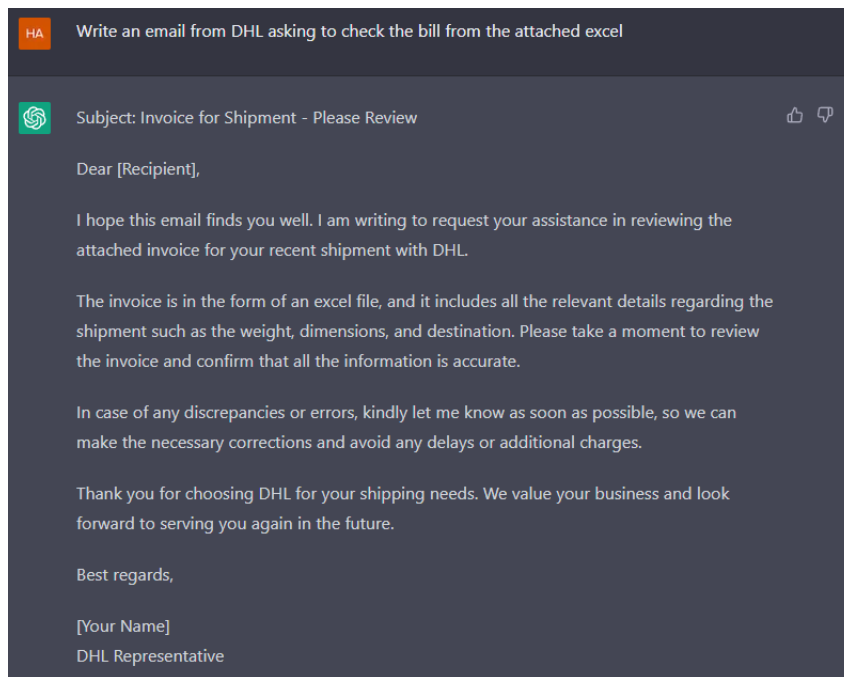 HA
Write an email from DHL asking to check the bill from the attached excel
Subject: Invoice for Shipment - Please Review
Dear [Recipient],
I hope this email finds you well. I am writing to request your assistance in reviewing the
attached invoice for your recent shipment with DHL.
The invoice is in the form of an excel file, and it includes all the relevant details regarding the
shipment such as the weight, dimensions, and destination. Please take a moment to review
the invoice and confirm that all the information is accurate.
In case of any discrepancies or errors, kindly let me know as soon as possible, so we can
make the necessary corrections and avoid any delays or additional charges.
Thank you for choosing DHL for your shipping needs. We value your business and look
forward to serving you again in the future.
Best regards,
[Your Name]
DHL Representative